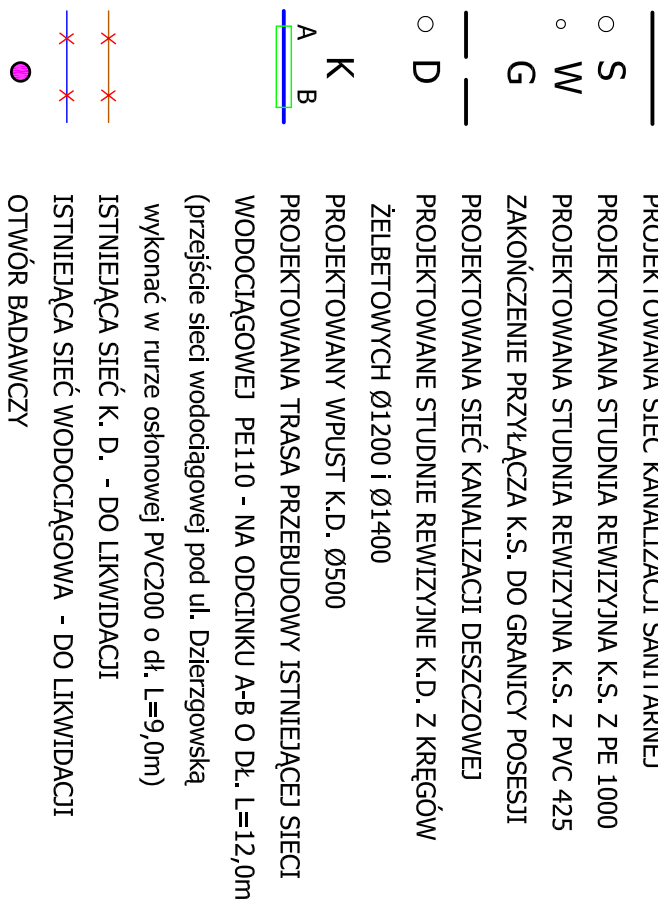 PROJEKTOWANA SIEĆ KANALIZACJI SANITARNEJ
S PROJEKTOWANA STUDNIA REWIZYJNA K.S. Z PE 1000
W PROJEKTOWANA STUDNIA REWIZYJNA K.S. Z PVC 425
G ZAKOŃCZENIE PRZYŁĄCZA K.S. DO GRANICY POSESJI
PROJEKTOWANA SIEĆ KANALIZACJI DESZCZOWEJ
D PROJEKTOWANE STUDNIE REWIZYJNE K.D. Z KRĘGÓW
ŻELBETOWYCH Ø1200 i Ø1400
K PROJEKTOWANY WPUST K.D. Ø500
A B PROJEKTOWANA TRASA PRZEBUDOWY ISTNIEJĄCEJ SIECI
WODOCIĄGOWEJ PE110 - NA ODCINKU A-B O DŁ. L=12,0m
(przejście sieci wodociągowej pod ul. Dzierzgowską
wykonać w rurze osłonowej PVC200 o dł. L=9,0m)
ISTNIEJĄCA SIEĆ K. D. - DO LIKWIDACJI
ISTNIEJĄCA SIEĆ WODOCIĄGOWA - DO LIKWIDACJI
OTWÓR BADAWCZY